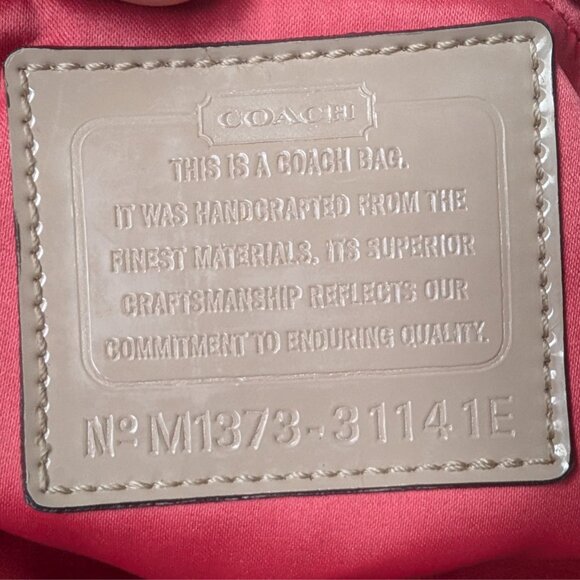 COACH
THIS IS A COACH BAG.
IT WAS HANDCRAFTED FROM THE
FINEST MATERIALS. ITS SUPERIOR
CRAFTSMANSHIP REFLECTS OUR
COMMITMENT TO ENDURING QUALITY.
Nº M1373-31141E